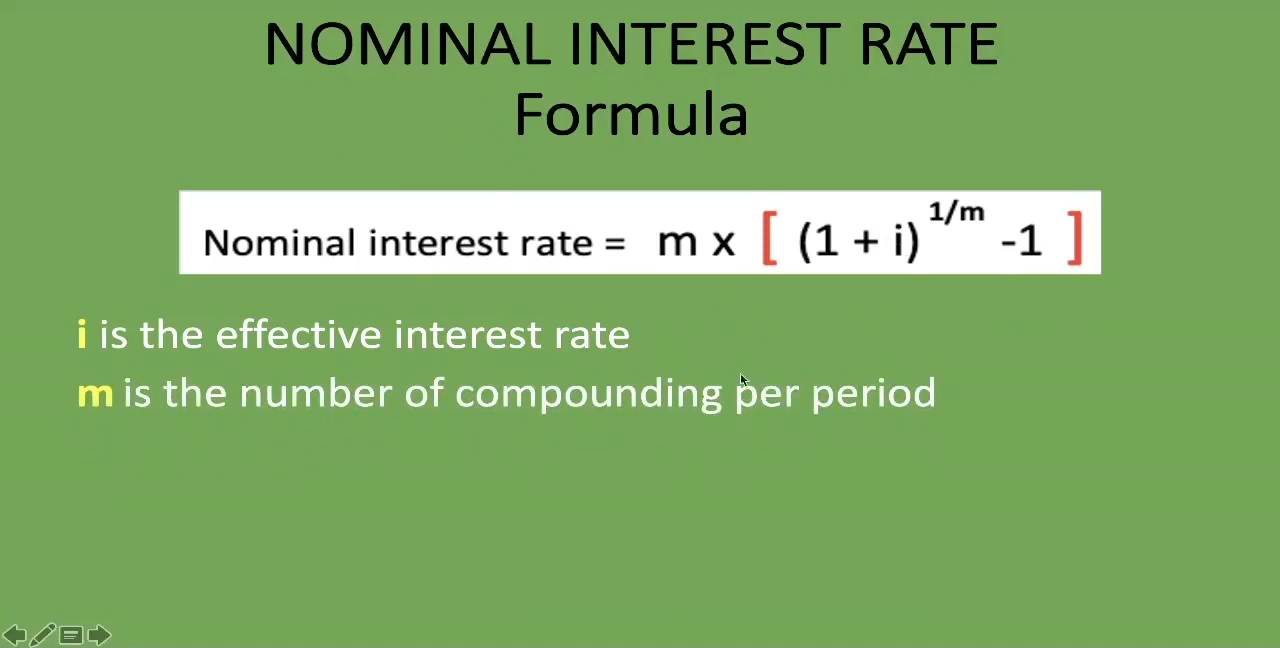 NOMINAL INTEREST RATE
Formula
Nominal interest rate = m x [ (1 + i)^1/m -1 ]
i is the effective interest rate
m is the number of compounding per period